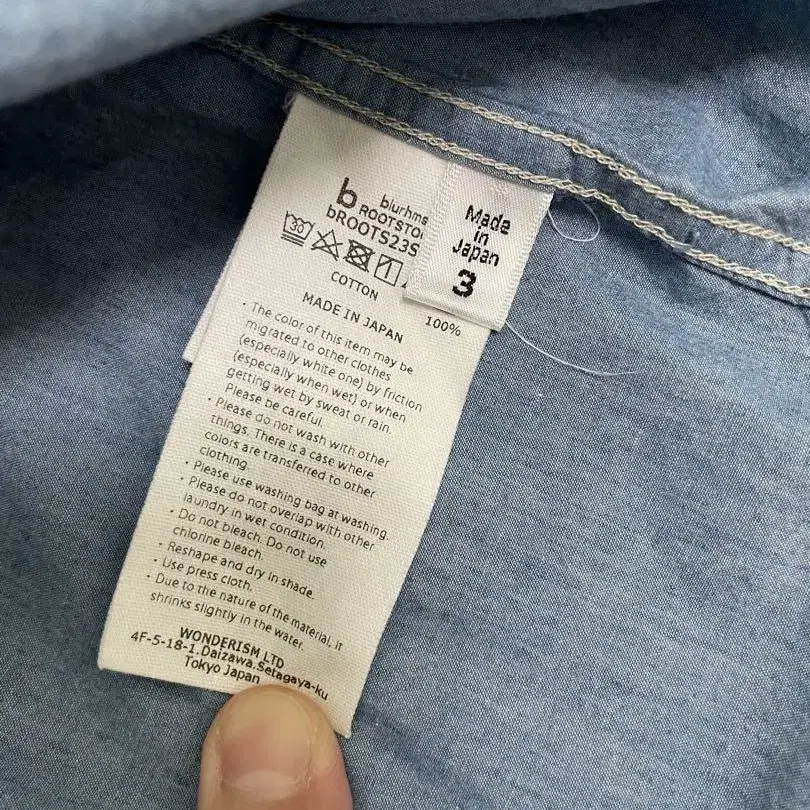 b blurhms
ROOTSTO
bROOTS23S
30
COTTON
100%
MADE IN JAPAN
Made
in
Japan
3
・The color of this item may be
migrated to other clothes
(especially white one) by friction
(especially when wet) or when
getting wet by sweat or rain.
Please be careful.
・Please do not wash with other
things. There is a case where
colors are transferred to other
clothing.
・Please use washing bag at washing.
・Please do not overlap with other
laundry in wet condition.
・Do not bleach. Do not use
chlorine bleach.
・Reshape and dry in shade.
・Use press cloth.
・Due to the nature of the material, it
shrinks slightly in the water.
WONDERISM LTD
4F-5-18-1.Daizawa.Setagaya-ku
Tokyo Japan